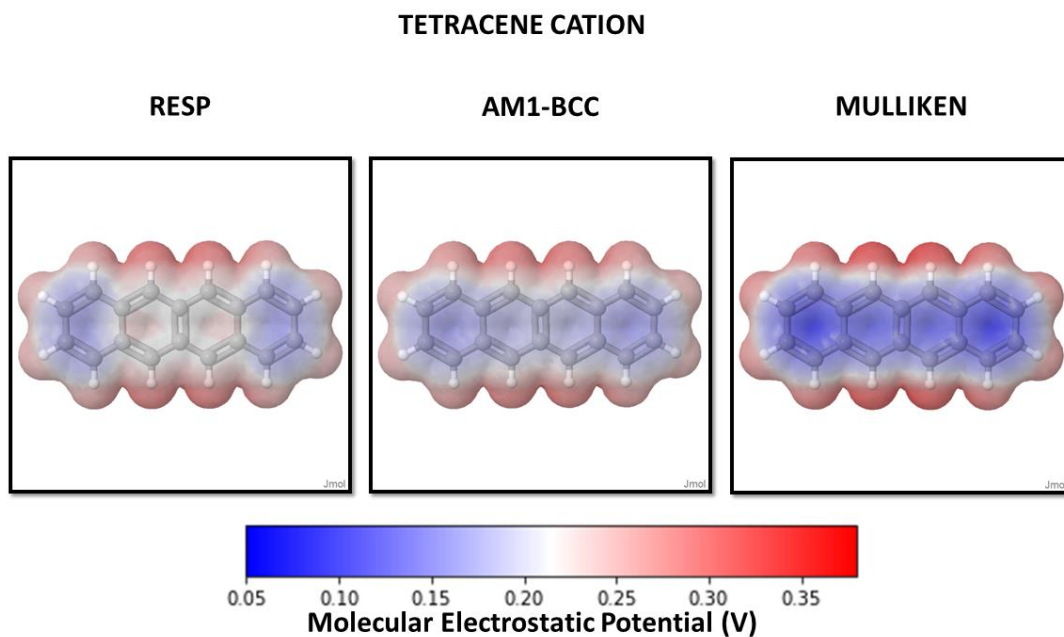 TETRACENE CATION
RESP
AM1-BCC
MULLIKEN
Jmol
Jmol
Jmol
0.05 0.10 0.15 0.20 0.25 0.30 0.35
Molecular Electrostatic Potential (V)